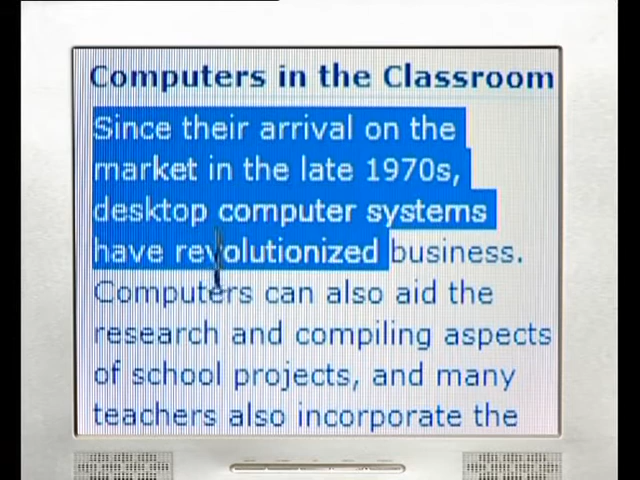 Computers in the Classroom
Since their arrival on the
market in the late 1970s,
desktop computer systems
have revolutionized business.
Computers can also aid the
research and compiling aspects
of school projects, and many
teachers also incorporate the